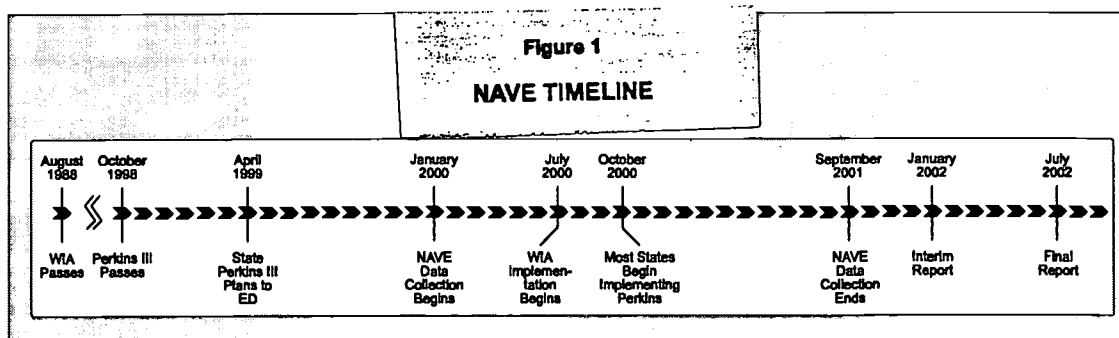 Figure 1
NAVE TIMELINE
August
1988
October
1998
April
1999
January
2000
July
2000
October
2000
September
2001
January
2002
July
2002
WIA
Passes
Perkins III
Passes
State
Perkins III
Plans to
ED
NAVE
Data
Collection
Begins
WIA
Implemen-
tation
Begins
Most States
Begin
Implementing
Perkins
NAVE
Data
Collection
Ends
Interim
Report
Final
Report